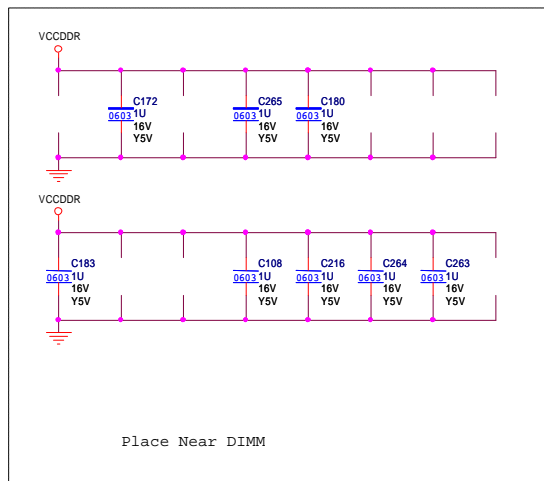 VCCDDR
C172
0603 1U
16V
Y5V
C265
0603 1U
16V
Y5V
C180
0603 1U
16V
Y5V
VCCDDR
C183
0603 1U
16V
Y5V
C108
0603 1U
16V
Y5V
C216
0603 1U
16V
Y5V
C264
0603 1U
16V
Y5V
C263
0603 1U
16V
Y5V
Place Near DIMM